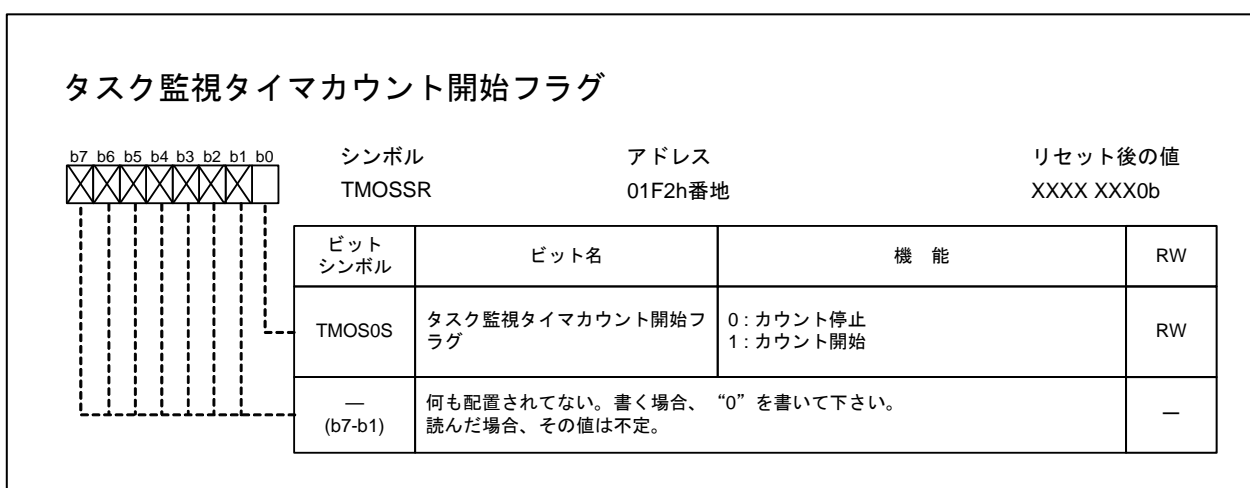 タスク監視タイマカウント開始フラグ
b7 b6 b5 b4 b3 b2 b1 b0
シンボル アドレス リセット後の値
TMOSSR 01F2h番地 XXXX XXX0b
ビット
シンボル
ビット名
機 能
RW
TMOS0S
タスク監視タイマカウント開始フ
ラグ
0 : カウント停止
1 : カウント開始
RW
—
(b7-b1)
何も配置されてない。書く場合、“0”を書いて下さい。
読んだ場合、その値は不定。
—